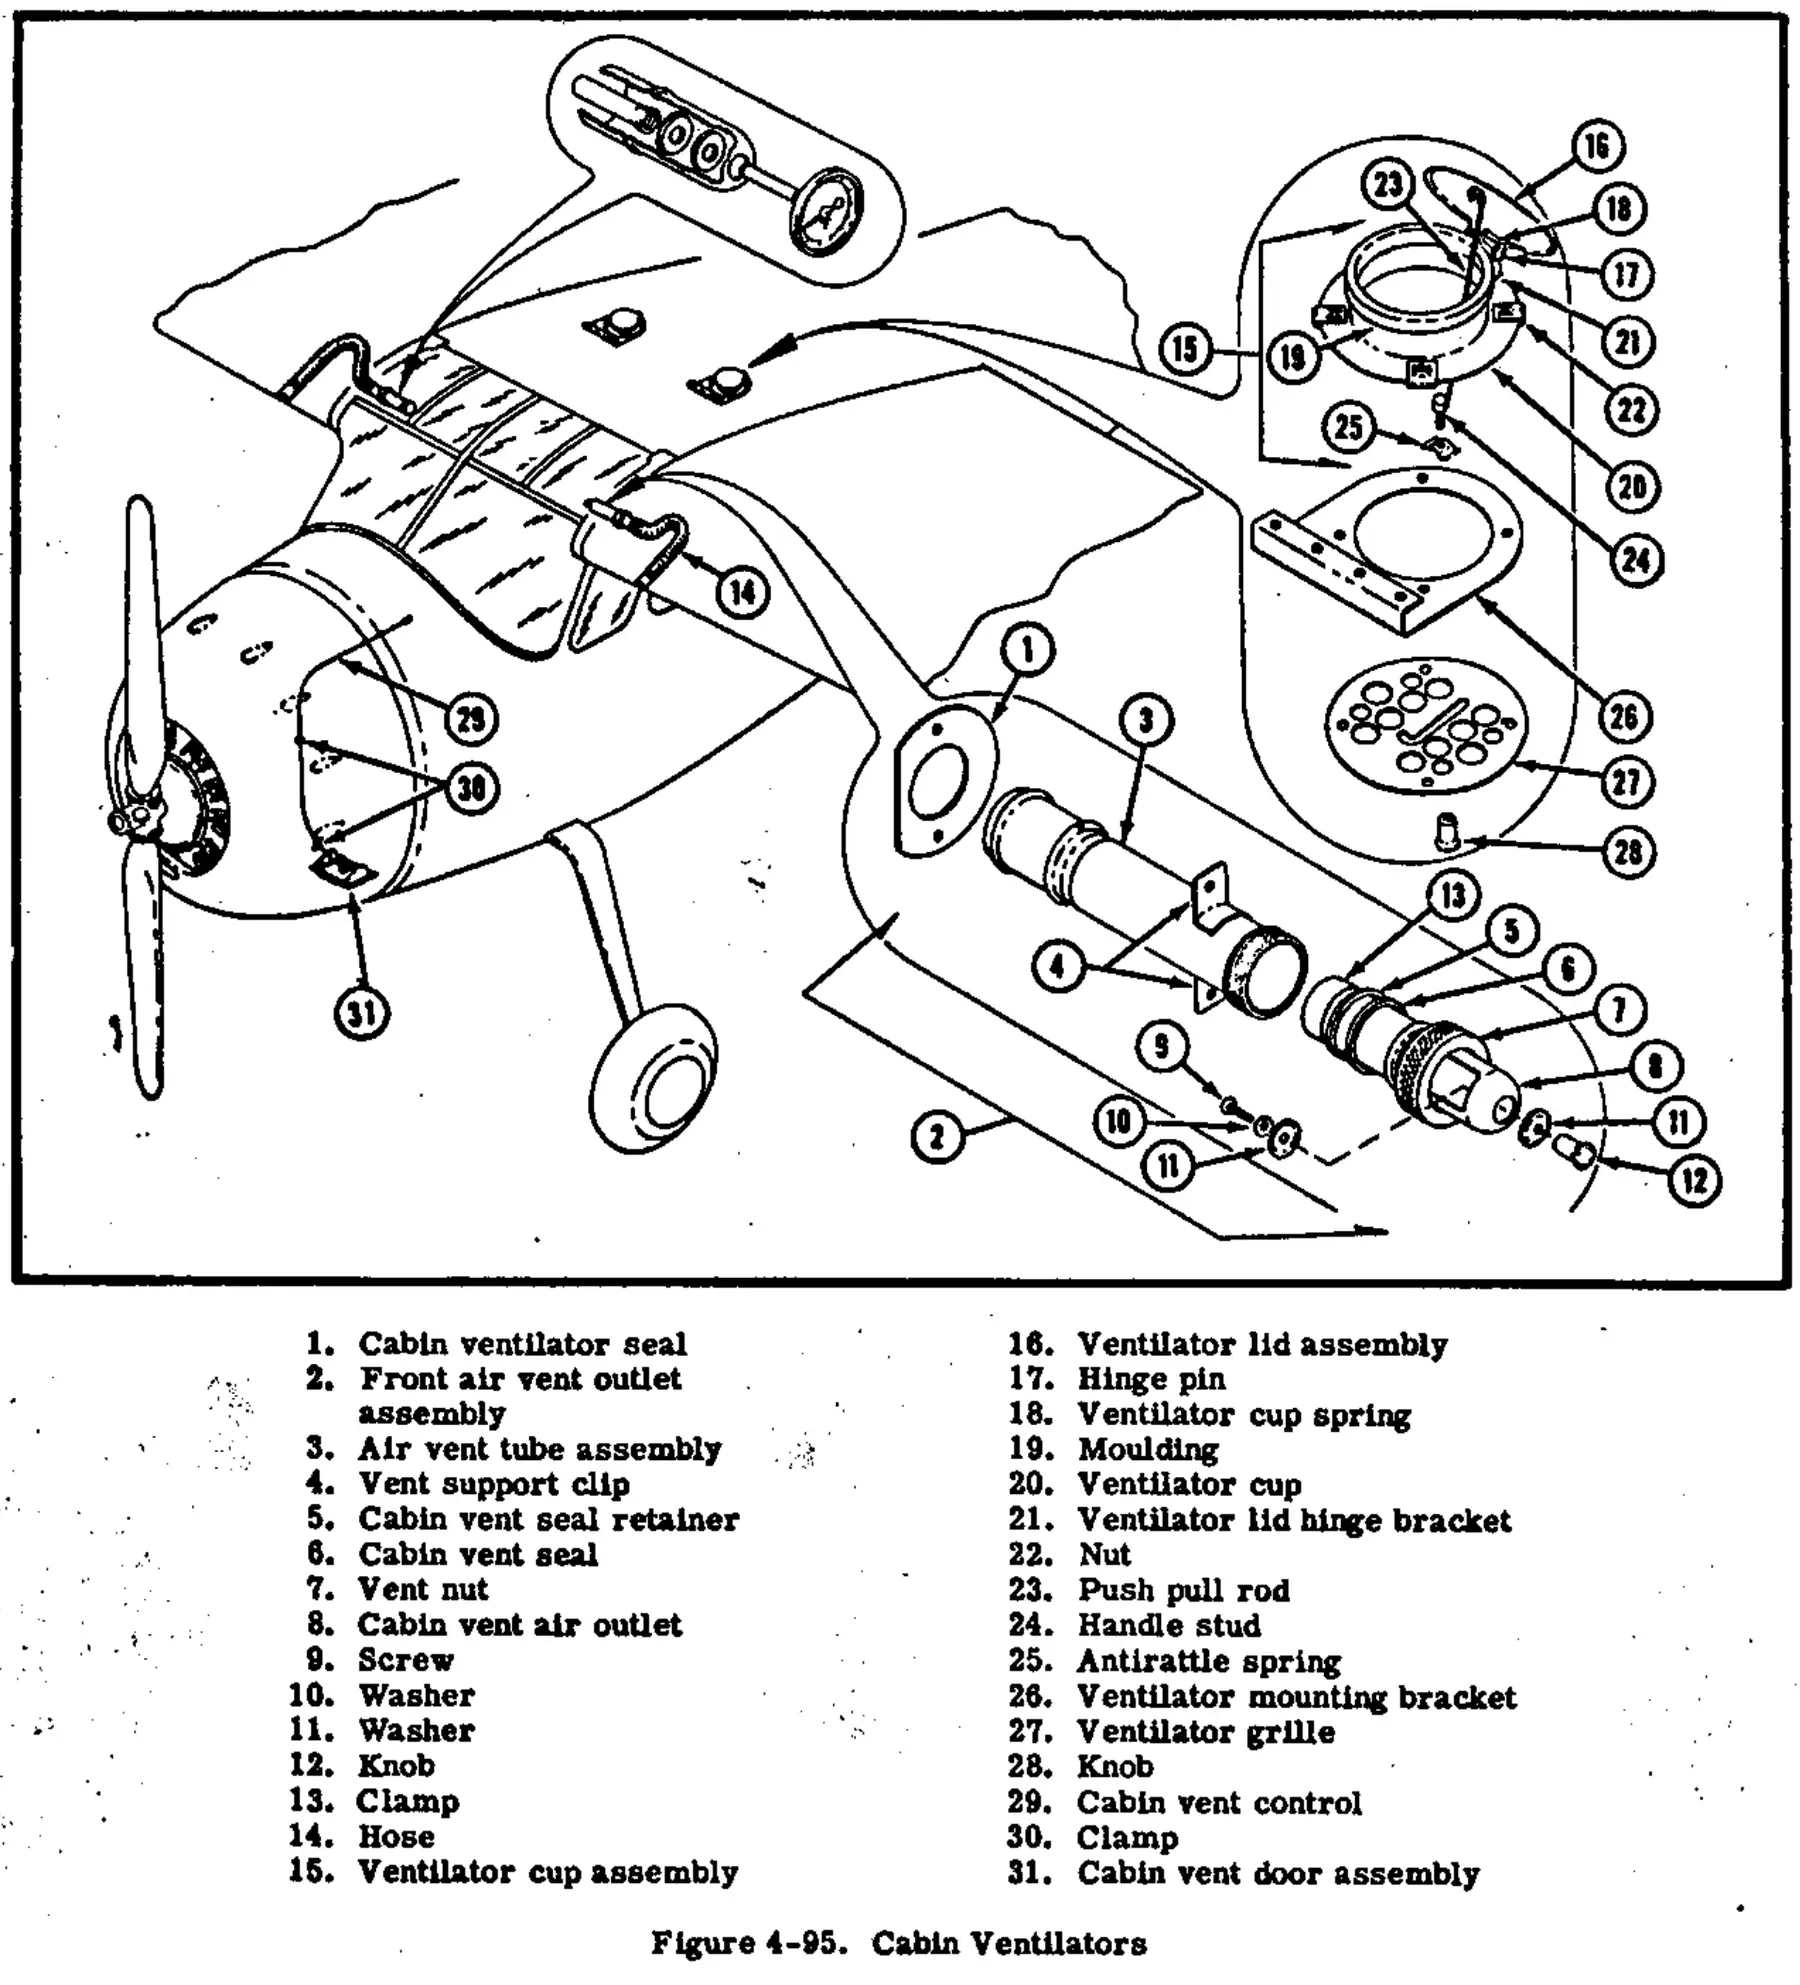 16
23
18
17
21
15
19
22
25
20
24
14
1
29
3
26
30
27
28
13
5
4
6
31
7
9
8
10
11
2
11
12
1. Cabin ventilator seal
2. Front air vent outlet
assembly
3. Air vent tube assembly
4. Vent support clip
5. Cabin vent seal retainer
6. Cabin vent seal
7. Vent nut
8. Cabin vent air outlet
9. Screw
10. Washer
11. Washer
12. Knob
13. Clamp
14. Hose
15. Ventilator cup assembly
16. Ventilator lid assembly
17. Hinge pin
18. Ventilator cup spring
19. Moulding
20. Ventilator cup
21. Ventilator lid hinge bracket
22. Nut
23. Push pull rod
24. Handle stud
25. Antirattle spring
26. Ventilator mounting bracket
27. Ventilator grille
28. Knob
29. Cabin vent control
30. Clamp
31. Cabin vent door assembly
Figure 4-95. Cabin Ventilators